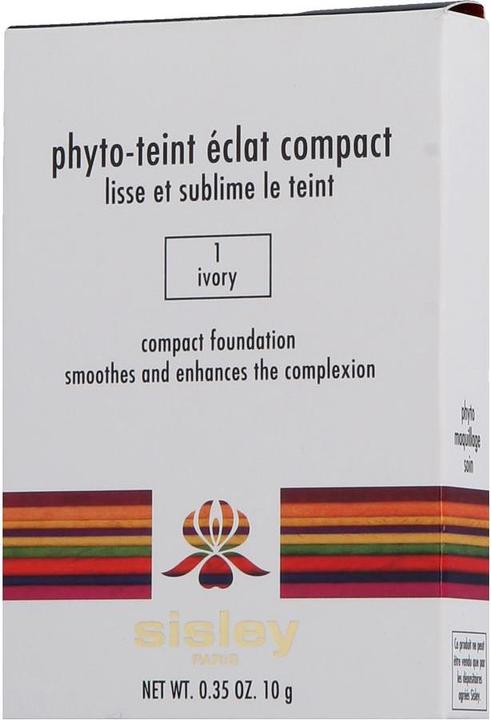 phyto-teint éclat compact
lisse et sublime le teint
1
ivory
compact foundation
smoothes and enhances the complexion
sisley
PARIS
NET WT. 0.35 OZ. 10 g
phyto
maquillage
soin
Ce produit ne peut
être vendu que par
les dépositaires
agréés Sisley.